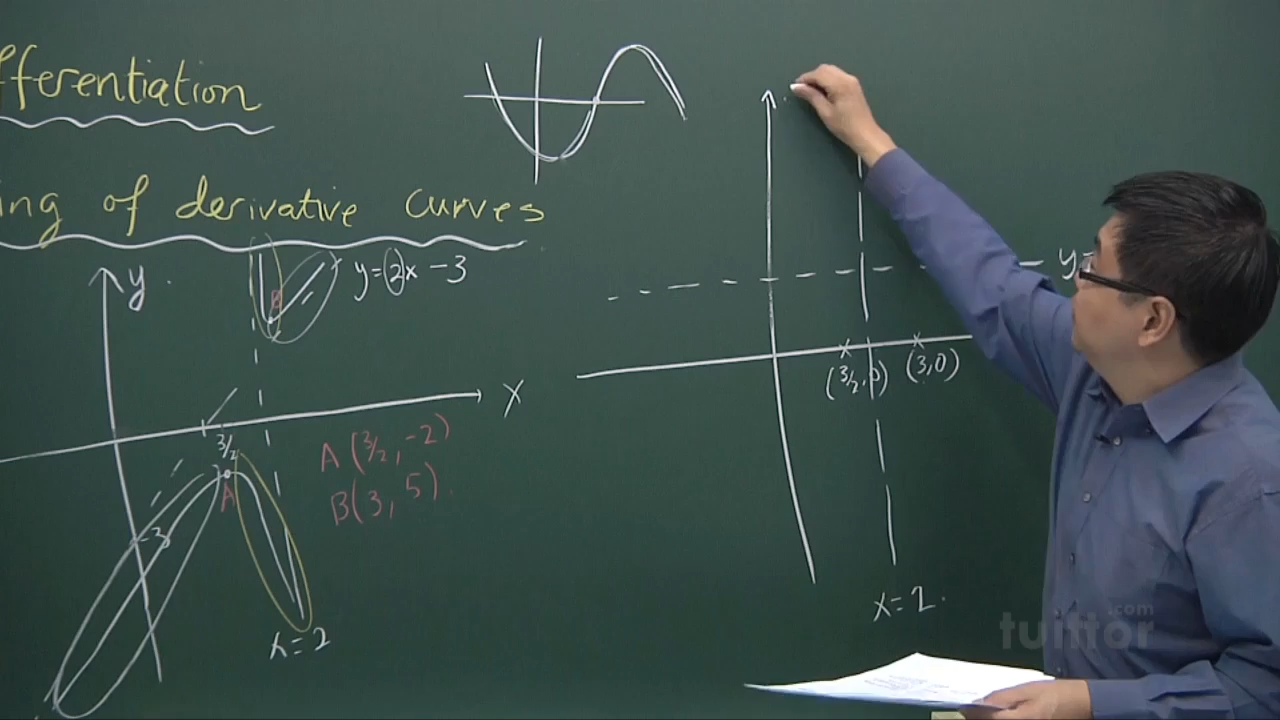 fferentiation
ing of derivative curves
y
y=2x-3
x
3/2
A
B
-3
A (3/2, -2)
B(3, 5).
x=2
y=
(3/2, 0)
(3,0)
x=2.
tuittor.com